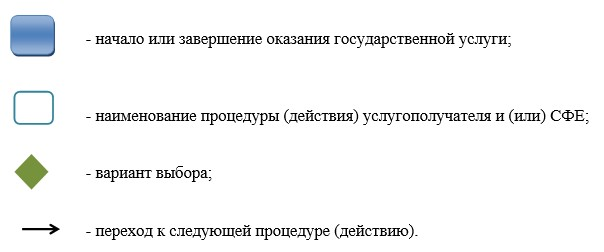 - начало или завершение оказания государственной услуги;
- наименование процедуры (действия) услугополучателя и (или) СФЕ;
- вариант выбора;
- переход к следующей процедуре (действию).